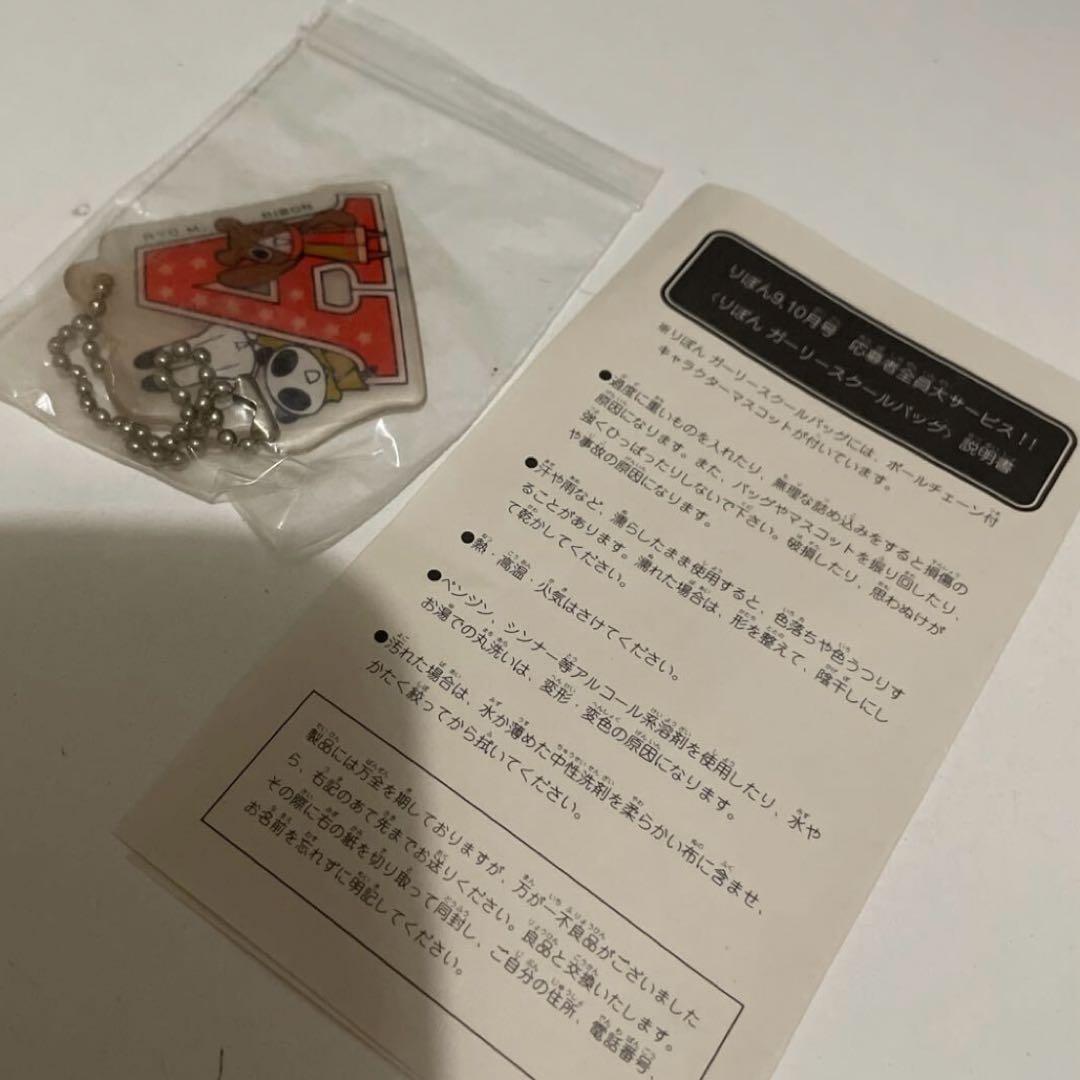 りぼん9.10月号　応募者全員大サービス!!
〈りぼん ガーリースクールバッグ〉説明書
※りぼん ガーリースクールバッグには、ボールチェーン付
キャラクターマスコットが付いています。
●過度に重いものを入れたり、無理な詰め込みをすると損傷の
原因になります。また、バッグやマスコットを振り回したり、
強くひっぱったりしないで下さい。破損したり、思わぬけが
や事故の原因になります。
●汗や雨など、濡らしたまま使用すると、色落ちや色うつりす
ることがあります。濡れた場合は、形を整えて、陰干しにし
て乾かしてください。
●熱・高温・火気はさけてください。
●ベンジン、シンナー等アルコール系溶剤を使用したり、水や
お湯での丸洗いは、変形・変色の原因になります。
●汚れた場合は、水か薄めた中性洗剤を柔らかい布に含ませ、
かたく絞ってから拭いてください。
製品には万全を期しておりますが、万が一不良品がございました
ら、右記のあて先までお送りください。良品と交換いたします。
その際に右の紙を切り取って同封し、ご自分の住所、電話番号、
お名前を忘れずに明記してください。